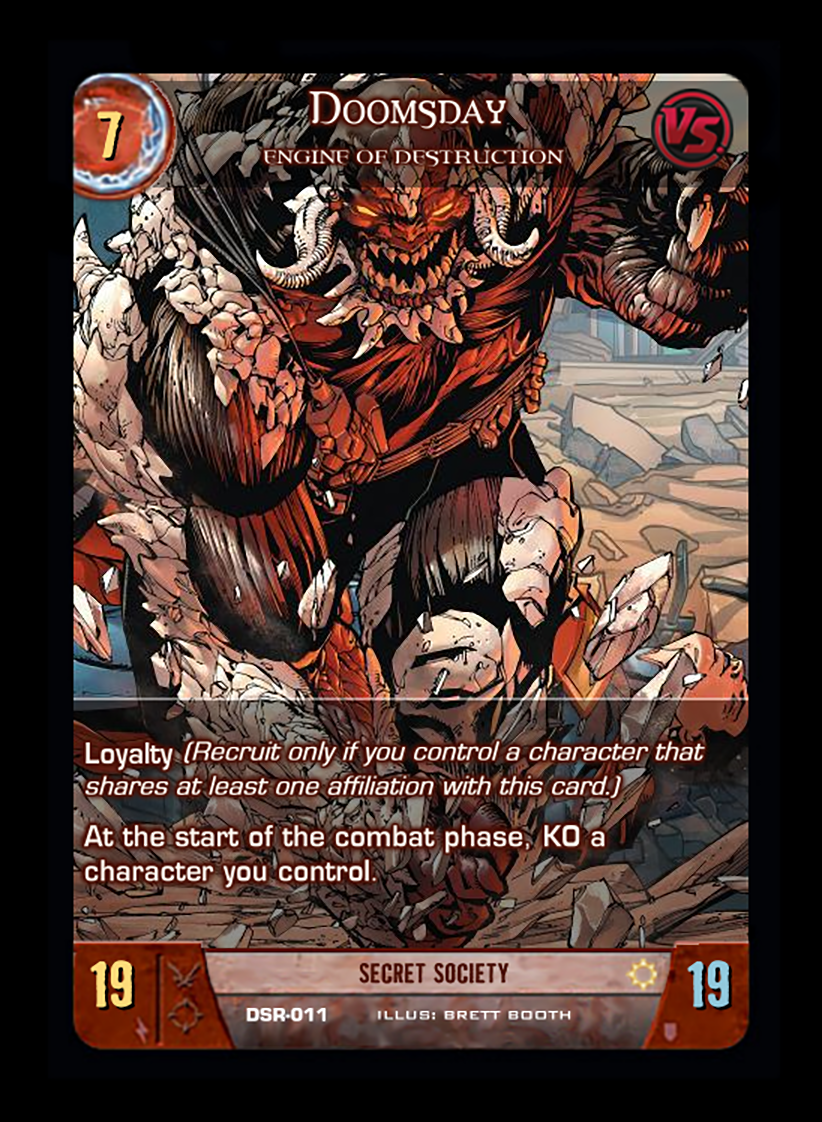 7
DOOMSDAY
VS.
ENGINE OF DESTRUCTION
Loyalty (Recruit only if you control a character that
shares at least one affiliation with this card.)
At the start of the combat phase, KO a
character you control.
19
SECRET SOCIETY
19
DSR-011 ILLUS: BRETT BOOTH